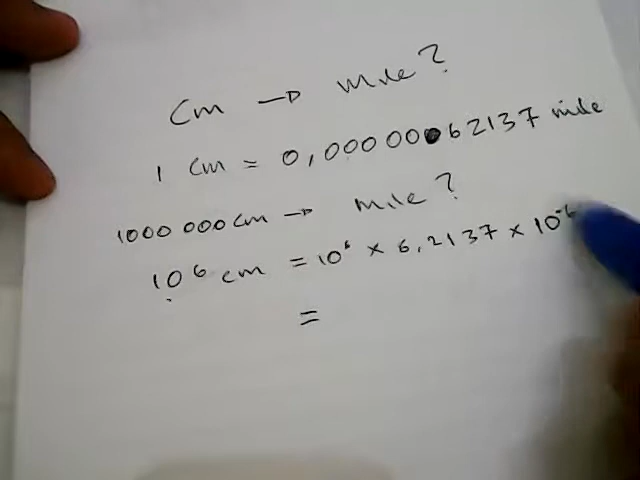 Cm → mile?
1 cm = 0,0000062137 mile
1000 000 cm → mile?
10⁶ cm = 10⁶ × 6,2137 × 10⁻⁶
=